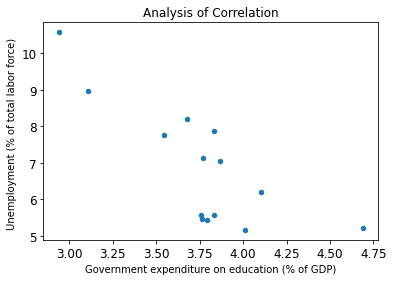 Analysis of Correlation
Unemployment (% of total labor force)
10
9
8
7
6
5
3.00 3.25 3.50 3.75 4.00 4.25 4.50 4.75
Government expenditure on education (% of GDP)